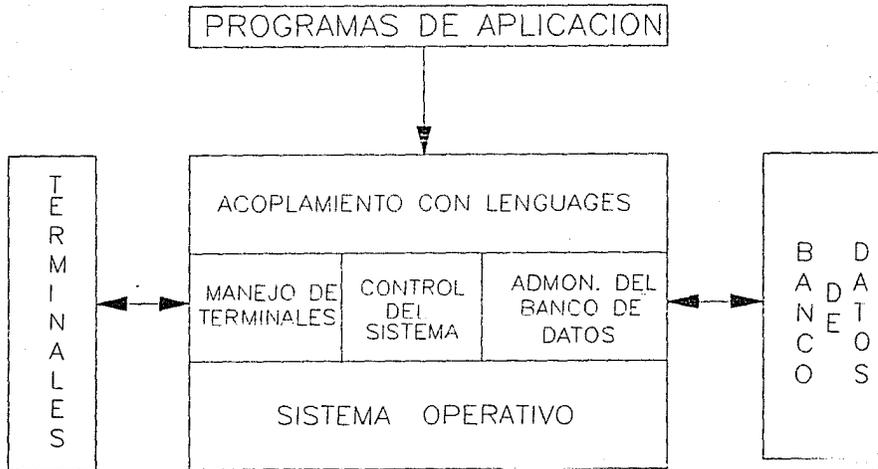 PROGRAMAS DE APLICACION
TERMINALES
ACOPLAMIENTO CON LENGUAGES
MANEJO DE
TERMINALES
CONTROL
DEL
SISTEMA
ADMON. DEL
BANCO DE
DATOS
SISTEMA OPERATIVO
BANCO
DE
DATOS